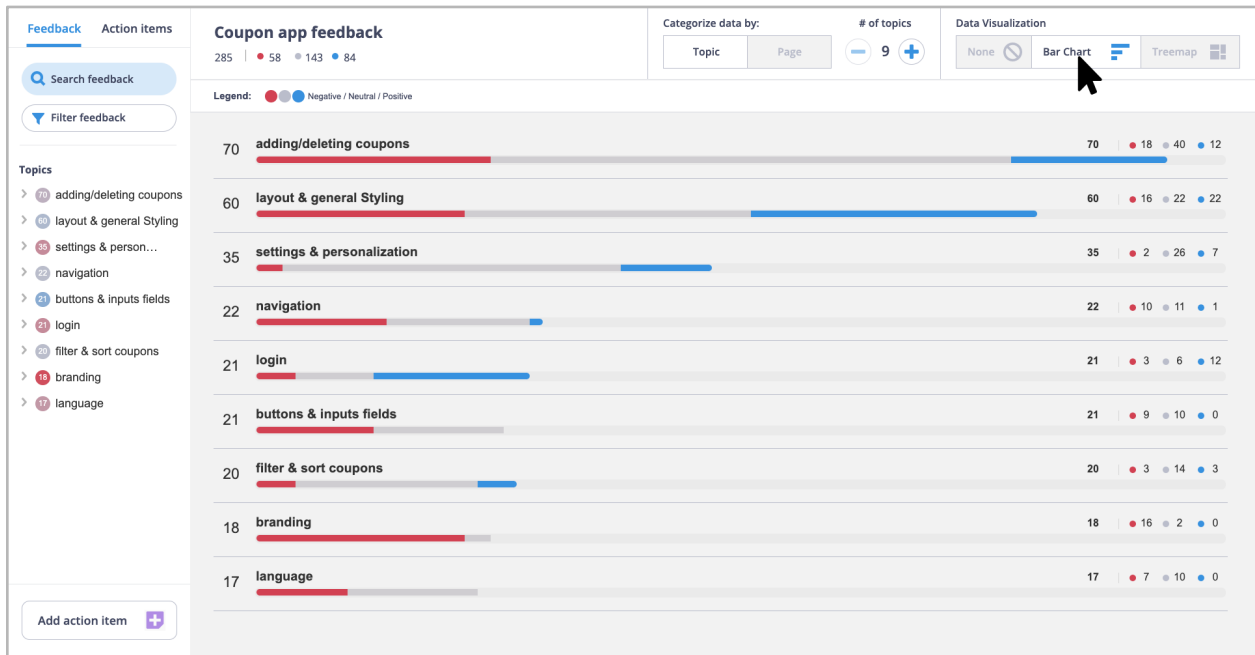 Feedback Action items
Search feedback
Filter feedback
Topics
70 adding/deleting coupons
60 layout & general Styling
35 settings & person...
22 navigation
21 buttons & inputs fields
21 login
20 filter & sort coupons
18 branding
17 language
Add action item
Coupon app feedback
285 58 143 84
Categorize data by:
Topic Page
# of topics
9
Data Visualization
None Bar Chart Treemap
Legend: Negative / Neutral / Positive
70 adding/deleting coupons 70 18 40 12
60 layout & general Styling 60 16 22 22
35 settings & personalization 35 2 26 7
22 navigation 22 10 11 1
21 login 21 3 6 12
21 buttons & inputs fields 21 9 10 0
20 filter & sort coupons 20 3 14 3
18 branding 18 16 2 0
17 language 17 7 10 0